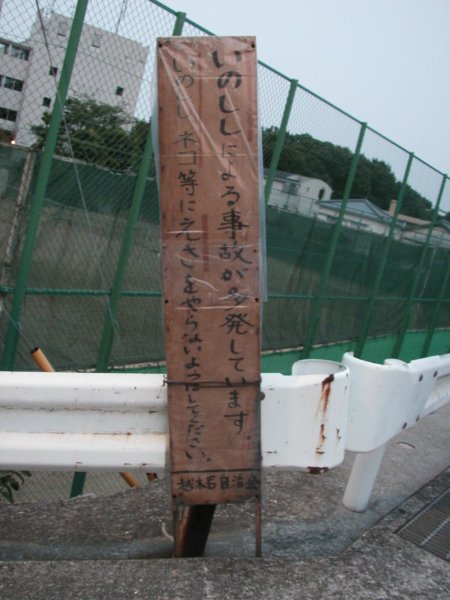 いのししによる事故が多発しています。
いのしし、ネコ等にえさをやらないようにしてください。
越木岩自治会